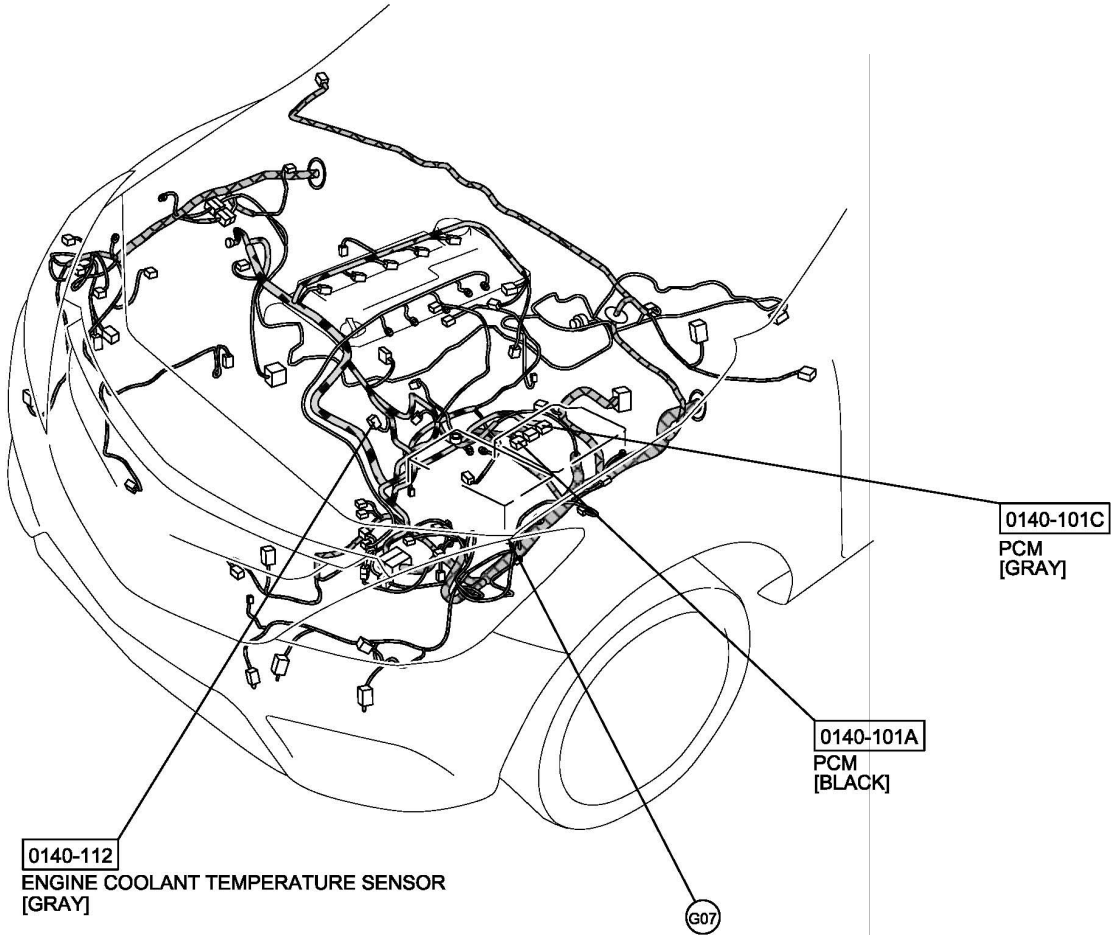 0140-101C
PCM
[GRAY]
0140-101A
PCM
[BLACK]
0140-112
ENGINE COOLANT TEMPERATURE SENSOR
[GRAY]
G07